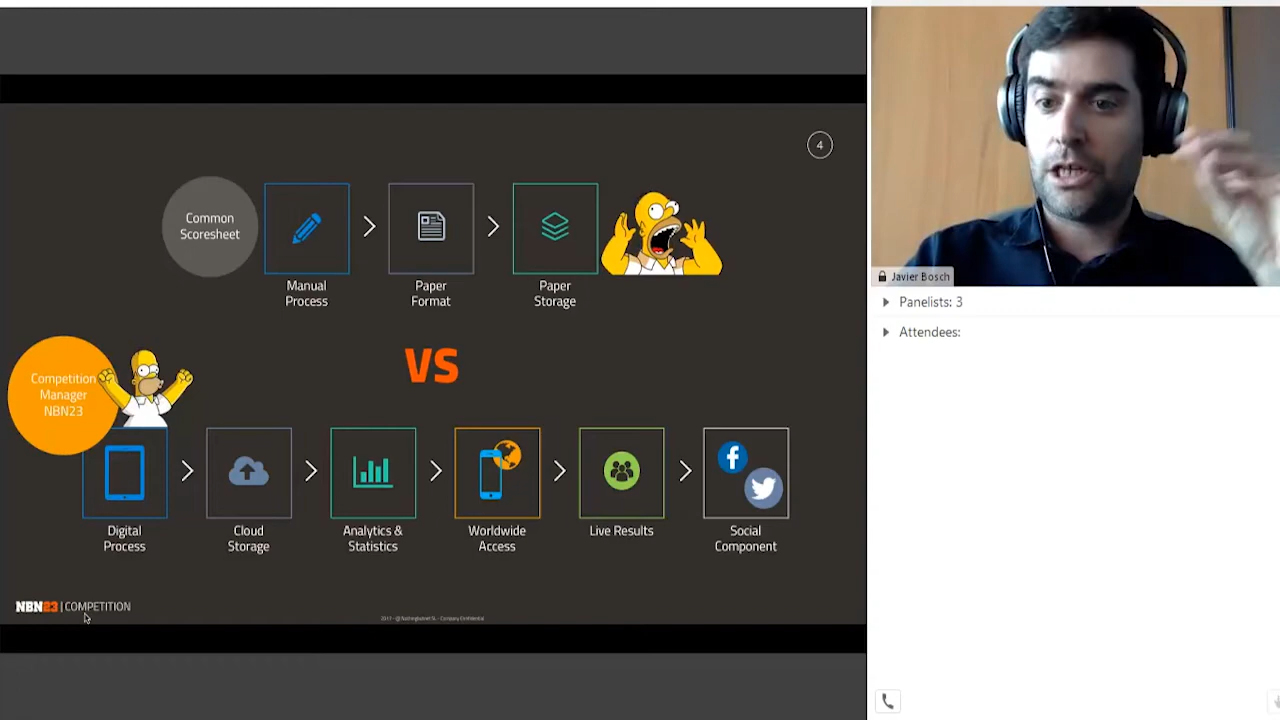 4
Common
Scoresheet
Manual
Process
Paper
Format
Paper
Storage
VS
Competition
Manager
NBN23
Digital
Process
Cloud
Storage
Analytics &
Statistics
Worldwide
Access
Live Results
Social
Component
NBN23 | COMPETITION
Javier Bosch
Panelists: 3
Attendees: